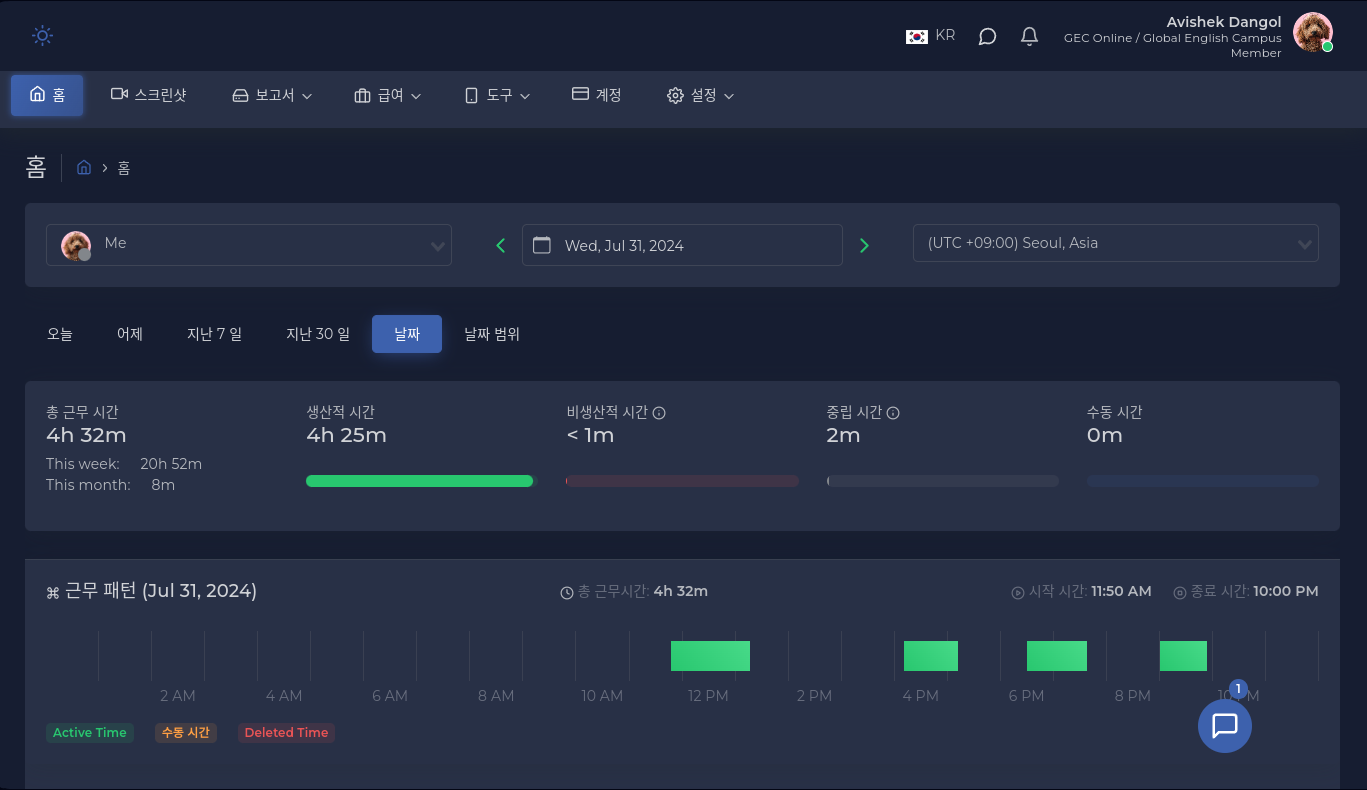 KR
Avishek Dangol
GEC Online / Global English Campus
Member
홈
스크린샷
보고서
급여
도구
계정
설정
홈
홈
Me
Wed, Jul 31, 2024
(UTC +09:00) Seoul, Asia
오늘
어제
지난 7 일
지난 30 일
날짜
날짜 범위
총 근무 시간
4h 32m
This week: 20h 52m
This month: 8m
생산적 시간
4h 25m
비생산적 시간
< 1m
중립 시간
2m
수동 시간
0m
⌘ 근무 패턴 (Jul 31, 2024)
총 근무시간: 4h 32m
시작 시간: 11:50 AM
종료 시간: 10:00 PM
2 AM 4 AM 6 AM 8 AM 10 AM 12 PM 2 PM 4 PM 6 PM 8 PM 10 PM
1
Active Time
수동 시간
Deleted Time